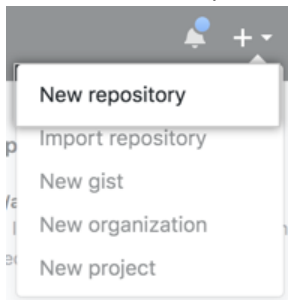 New repository
Import repository
New gist
New organization
New project